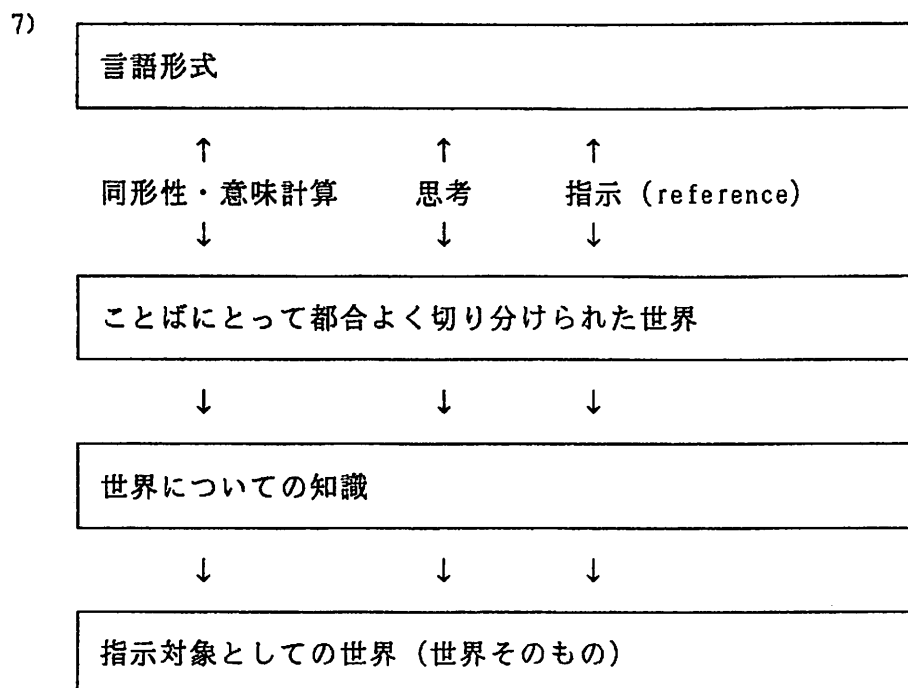 7)
言語形式
↑ ↑ ↑
同形性・意味計算 思考 指示 (reference)
↓ ↓ ↓
ことばにとって都合よく切り分けられた世界
↓ ↓ ↓
世界についての知識
↓ ↓ ↓
指示対象としての世界 (世界そのもの)